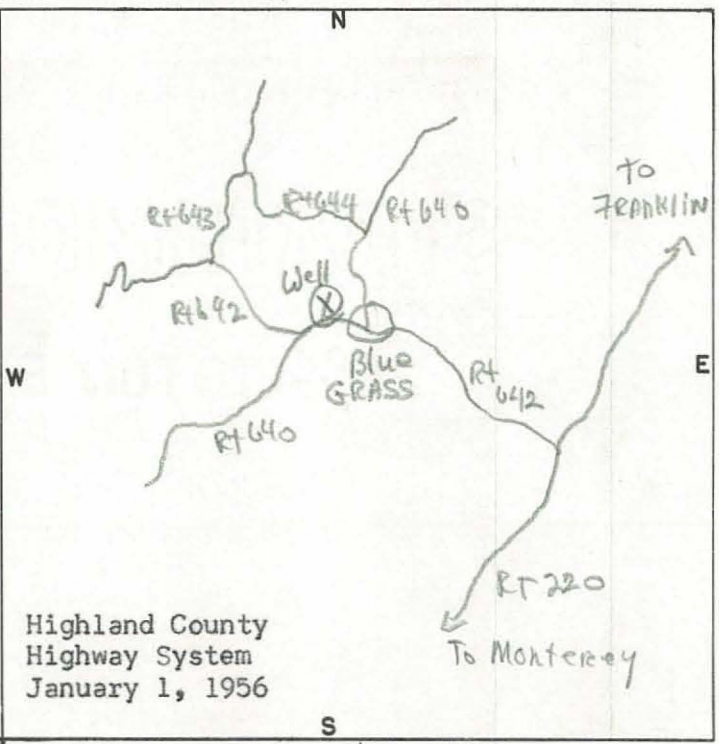 N
To
FRANKLIN
Rt 644
Rt 643
Rt 640
Well
Rt 642
Blue
GRASS
W
E
Rt
642
Rt 640
RT 220
Highland County
Highway System
January 1, 1956
To Monterey
S